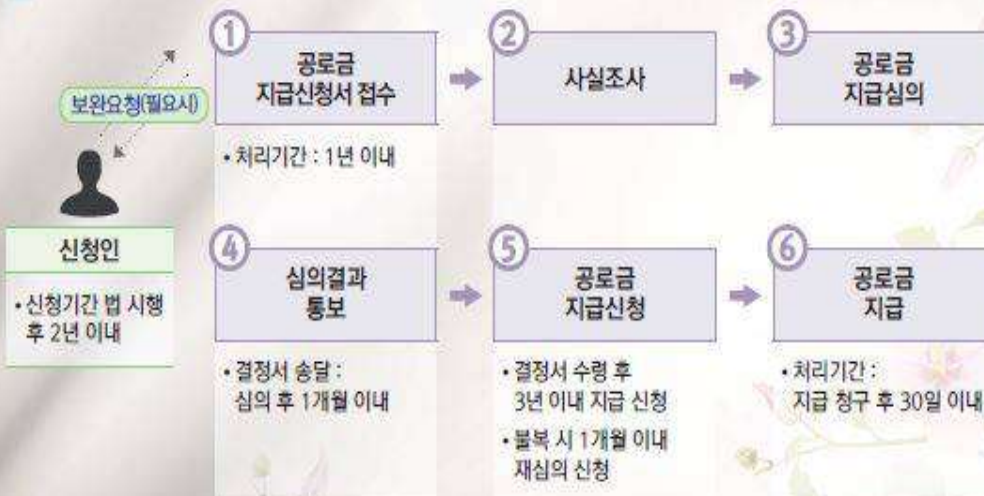 보완요청(필요시)
신청인
• 신청기간 법 시행
후 2년 이내
①
공로금
지급신청서 접수
• 처리기간 : 1년 이내
②
사실조사
③
공로금
지급심의
④
심의결과
통보
• 결정서 송달 :
심의 후 1개월 이내
⑤
공로금
지급신청
• 결정서 수령 후
3년 이내 지급 신청
• 불복 시 1개월 이내
재심의 신청
⑥
공로금
지급
• 처리기간 :
지급 청구 후 30일 이내